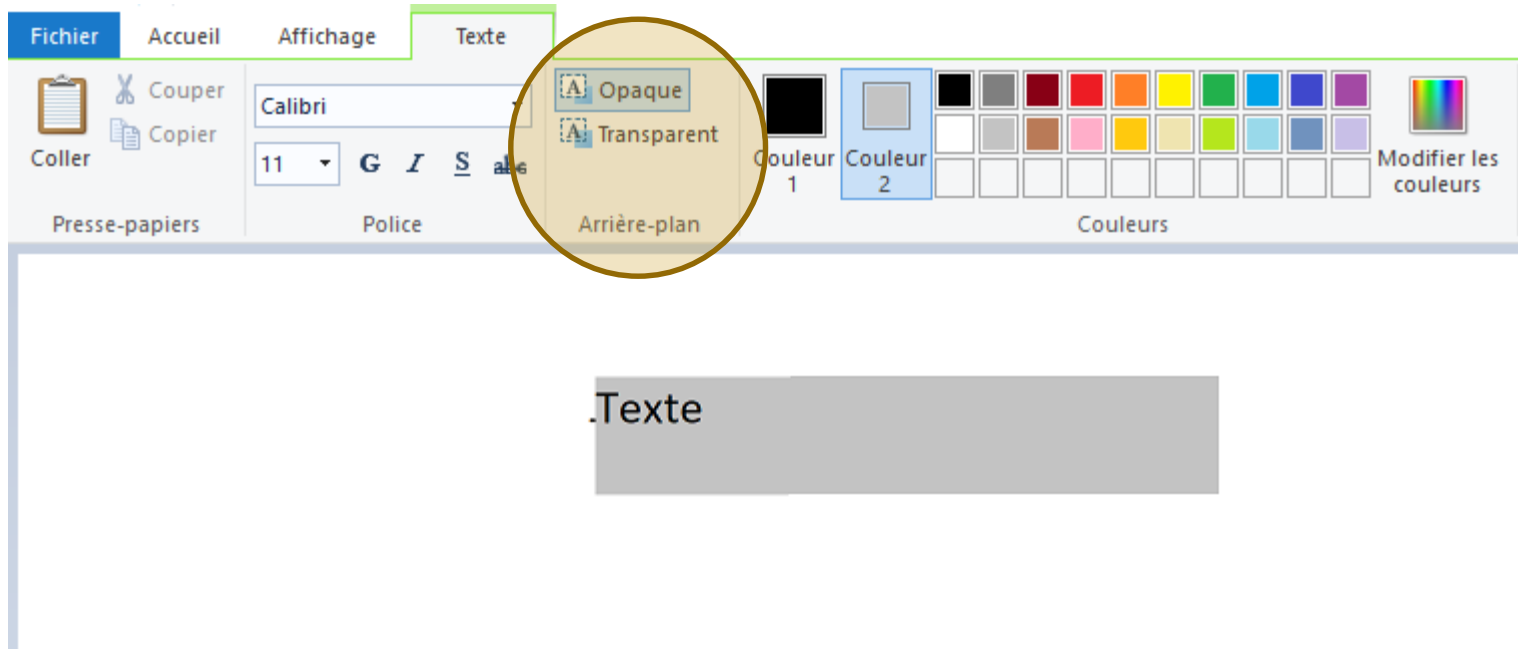 Fichier Accueil Affichage Texte
Couper
Copier
Coller
Presse-papiers
Calibri
11 G I S abc
Police
Opaque
Transparent
Arrière-plan
Couleur 1
Couleur 2
Modifier les
couleurs
Couleurs
Texte